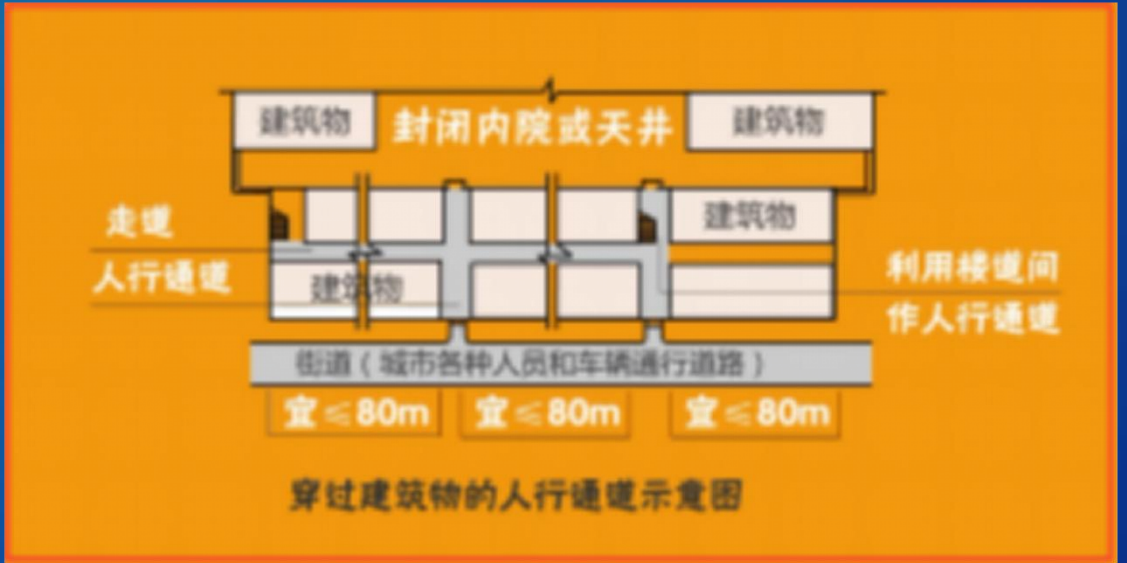 建筑物 封闭内院或天井 建筑物
走道
建筑物
人行通道
建筑物
利用楼道间
作人行通道
街道（城市各种人员和车辆通行道路）
宜≤80m 宜≤80m 宜≤80m
穿过建筑物的人行通道示意图